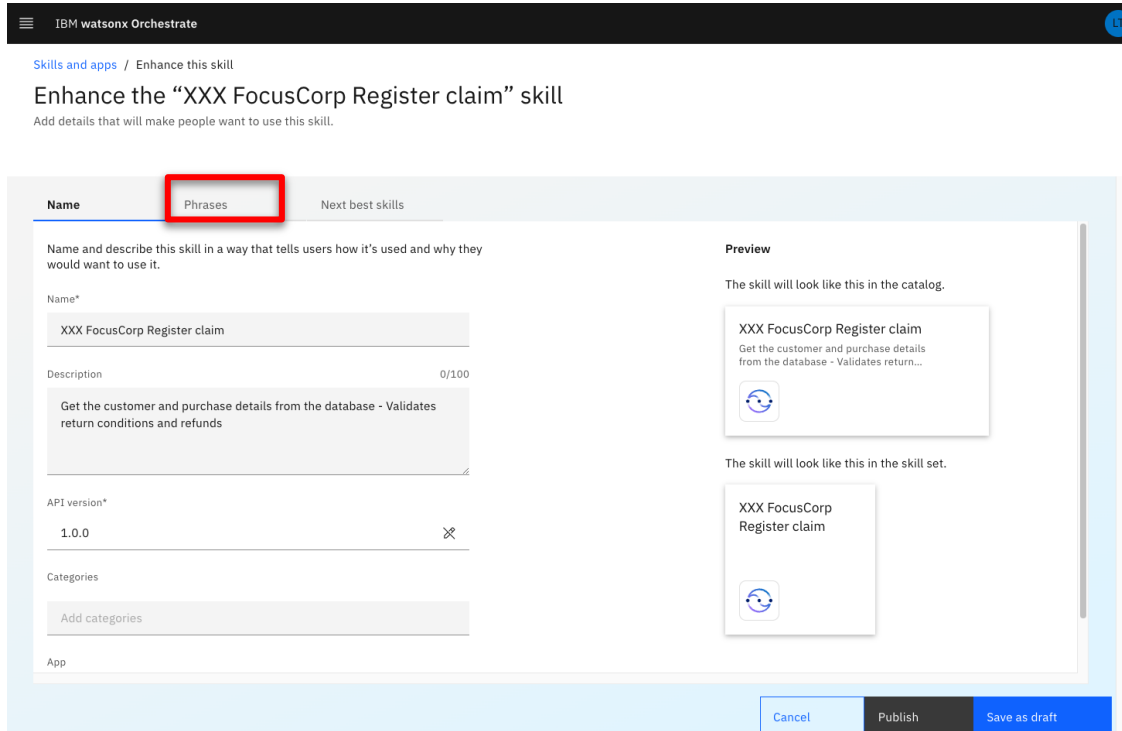 IBM watsonx Orchestrate
LT
Skills and apps / Enhance this skill
Enhance the “XXX FocusCorp Register claim” skill
Add details that will make people want to use this skill.
Name
Phrases
Next best skills
Name and describe this skill in a way that tells users how it’s used and why they
would want to use it.
Name*
XXX FocusCorp Register claim
Description
0/100
Get the customer and purchase details from the database - Validates
return conditions and refunds
API version*
1.0.0
Categories
Add categories
App
Preview
The skill will look like this in the catalog.
XXX FocusCorp Register claim
Get the customer and purchase details
from the database - Validates return...
The skill will look like this in the skill set.
XXX FocusCorp
Register claim
Cancel
Publish
Save as draft